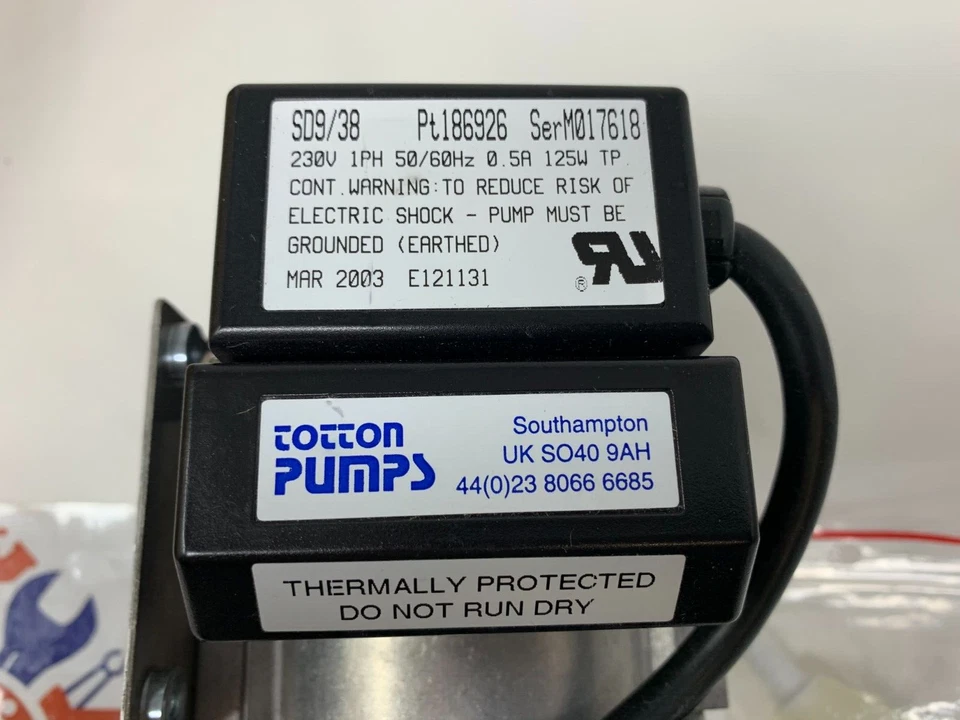 SD9/38 Pt186926 SerM017618
230V 1PH 50/60Hz 0.5A 125W TP
CONT.WARNING:TO REDUCE RISK OF
ELECTRIC SHOCK - PUMP MUST BE
GROUNDED (EARTHED)
MAR 2003 E121131
®
TOTTON
PUMPS
Southampton
UK SO40 9AH
44(0)23 8066 6685
THERMALLY PROTECTED
DO NOT RUN DRY